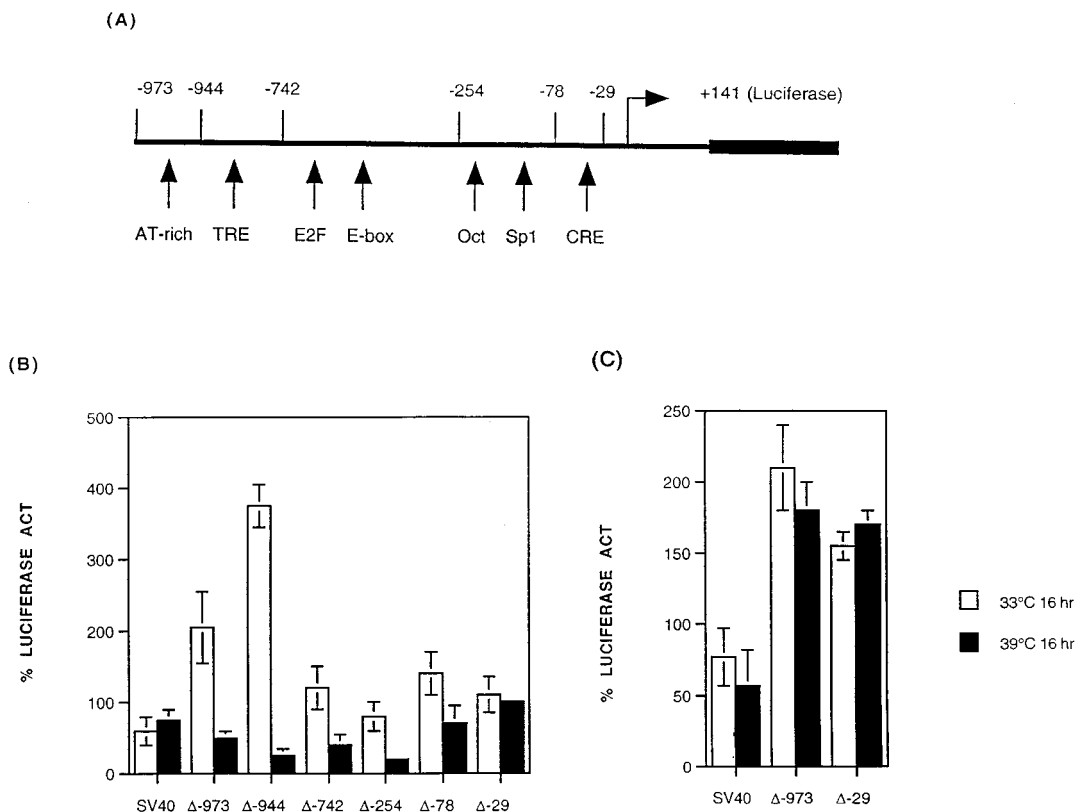 (A)
-973 -944 -742 -254 -78 -29 +141 (Luciferase)
AT-rich TRE E2F E-box Oct Sp1 CRE
(B)
% LUCIFERASE ACT
500
400
300
200
100
0
SV40 Δ-973 Δ-944 Δ-742 Δ-254 Δ-78 Δ-29
(C)
% LUCIFERASE ACT
250
200
150
100
50
0
SV40 Δ-973 Δ-29
33°C 16 hr
39°C 16 hr